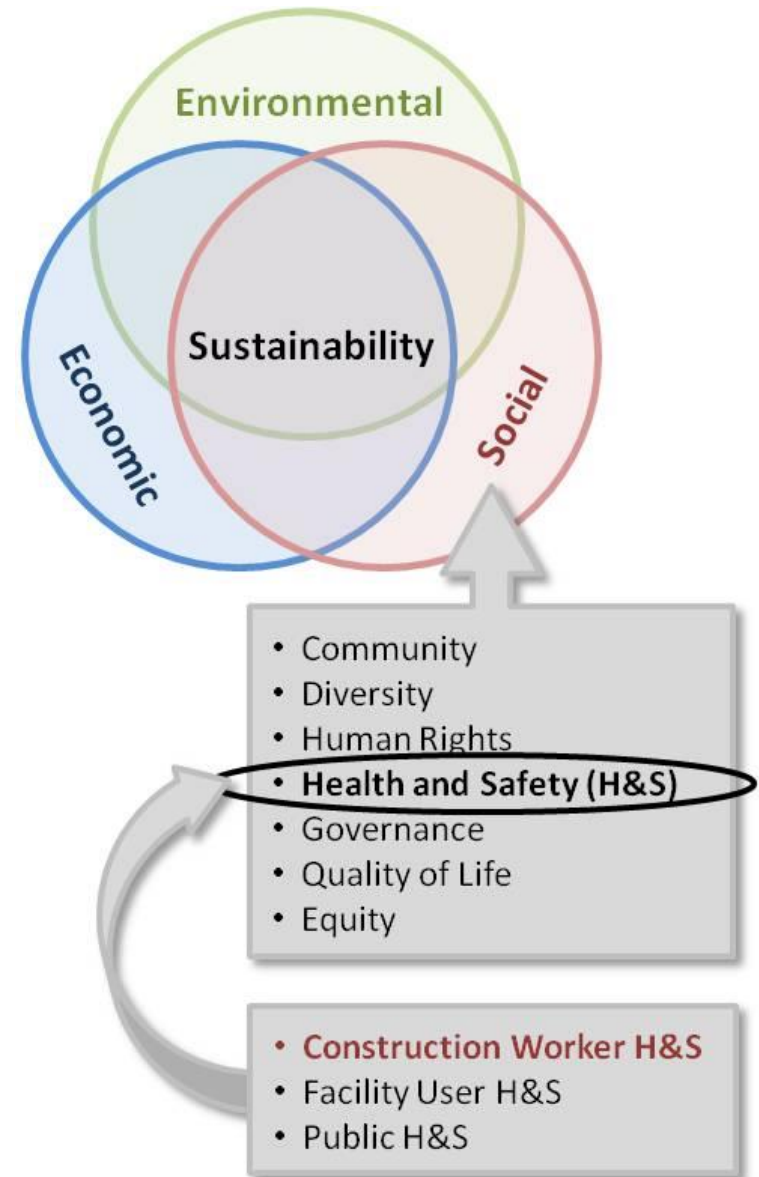 Environmental
Sustainability
Economic
Social
• Community
• Diversity
• Human Rights
• Health and Safety (H&S)
• Governance
• Quality of Life
• Equity
• Construction Worker H&S
• Facility User H&S
• Public H&S